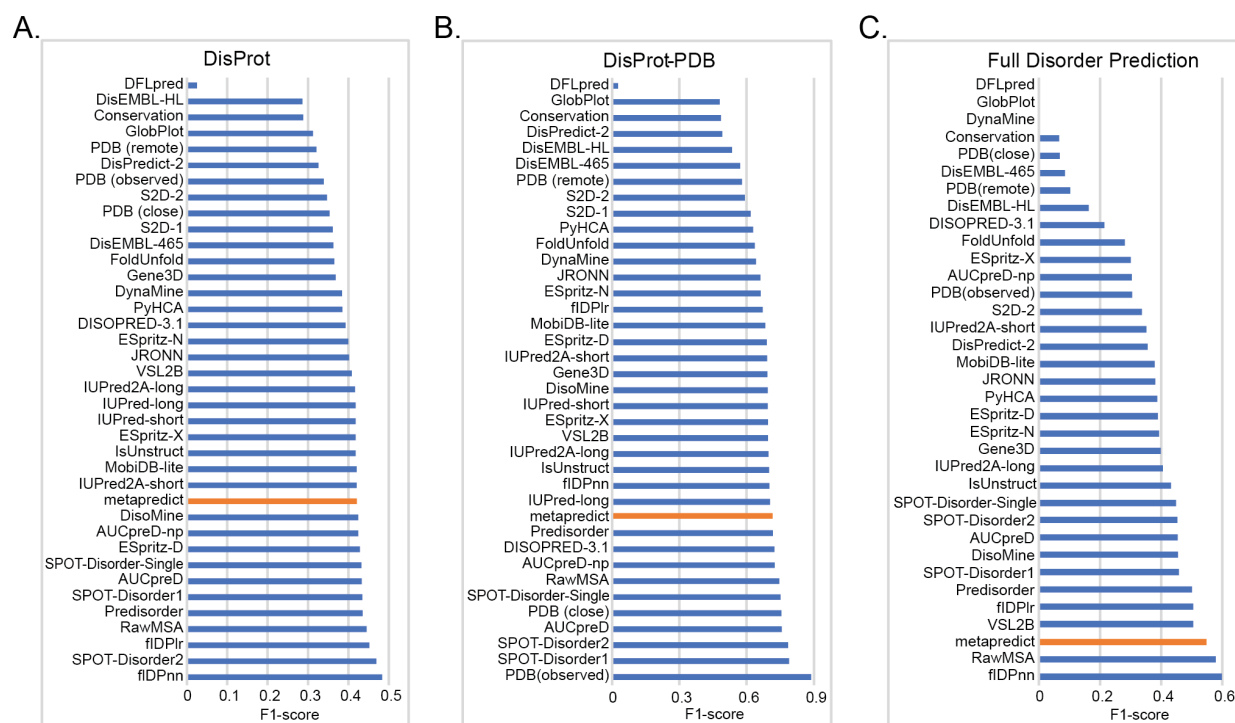 A.
DisProt
DFLpred
DisEMBL-HL
Conservation
GlobPlot
PDB (remote)
DisPredict-2
PDB (observed)
S2D-2
PDB (close)
S2D-1
DisEMBL-465
FoldUnfold
Gene3D
DynaMine
PyHCA
DISOPRED-3.1
ESpritz-N
JRONN
VSL2B
IUPred2A-long
IUPred-long
IUPred-short
ESpritz-X
IsUnstruct
MobiDB-lite
IUPred2A-short
metapredict
DisoMine
AUCpreD-np
ESpritz-D
SPOT-Disorder-Single
AUCpreD
SPOT-Disorder1
Predisorder
RawMSA
fIDPlr
SPOT-Disorder2
fIDPnn
0 0.1 0.2 0.3 0.4 0.5
F1-score
B.
DisProt-PDB
DFLpred
GlobPlot
Conservation
DisPredict-2
DisEMBL-HL
DisEMBL-465
PDB (remote)
S2D-2
S2D-1
PyHCA
FoldUnfold
DynaMine
JRONN
ESpritz-N
fIDPlr
MobiDB-lite
ESpritz-D
IUPred2A-short
Gene3D
DisoMine
IUPred-short
ESpritz-X
VSL2B
IUPred2A-long
IsUnstruct
fIDPnn
IUPred-long
metapredict
Predisorder
DISOPRED-3.1
AUCpreD-np
RawMSA
SPOT-Disorder-Single
PDB (close)
AUCpreD
SPOT-Disorder2
SPOT-Disorder1
PDB(observed)
0 0.3 0.6 0.9
F1-score
C.
Full Disorder Prediction
DFLpred
GlobPlot
DynaMine
Conservation
PDB(close)
DisEMBL-465
PDB(remote)
DisEMBL-HL
DISOPRED-3.1
FoldUnfold
ESpritz-X
AUCpreD-np
PDB(observed)
S2D-2
IUPred2A-short
DisPredict-2
MobiDB-lite
JRONN
PyHCA
ESpritz-D
ESpritz-N
Gene3D
IUPred2A-long
IsUnstruct
SPOT-Disorder-Single
SPOT-Disorder2
AUCpreD
DisoMine
SPOT-Disorder1
Predisorder
fIDPlr
VSL2B
metapredict
RawMSA
fIDPnn
0 0.2 0.4 0.6
F1-score